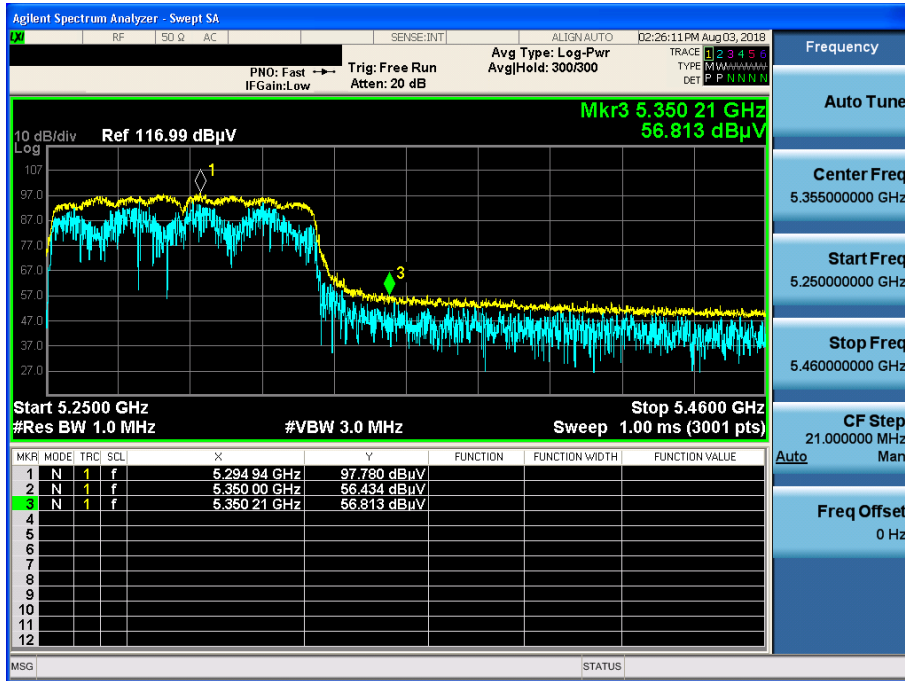 Agilent Spectrum Analyzer - Swept SA
LXI RF 50 Ω AC SENSE:INT ALIGN AUTO 02:26:11 PM Aug 03, 2018
Frequency
PNO: Fast
IFGain:Low
Trig: Free Run
Atten: 20 dB
Avg Type: Log-Pwr
Avg|Hold: 300/300
TRACE 1 2 3 4 5 6
TYPE M W W W W W
DET P P N N N N
Auto Tune
Mkr3 5.350 21 GHz
56.813 dBµV
10 dB/div Ref 116.99 dBµV
Log
107
97.0
87.0
77.0
67.0
57.0
47.0
37.0
27.0
1
3
Center Freq
5.355000000 GHz
Start Freq
5.250000000 GHz
Stop Freq
5.460000000 GHz
Start 5.2500 GHz Stop 5.4600 GHz
#Res BW 1.0 MHz #VBW 3.0 MHz Sweep 1.00 ms (3001 pts)
CF Step
21.000000 MHz
Auto Man
MKR MODE TRC SCL X Y FUNCTION FUNCTION WIDTH FUNCTION VALUE
1 N 1 f 5.294 94 GHz 97.780 dBµV
2 N 1 f 5.350 00 GHz 56.434 dBµV
3 N 1 f 5.350 21 GHz 56.813 dBµV
4
5
6
7
8
9
10
11
12
Freq Offset
0 Hz
MSG STATUS